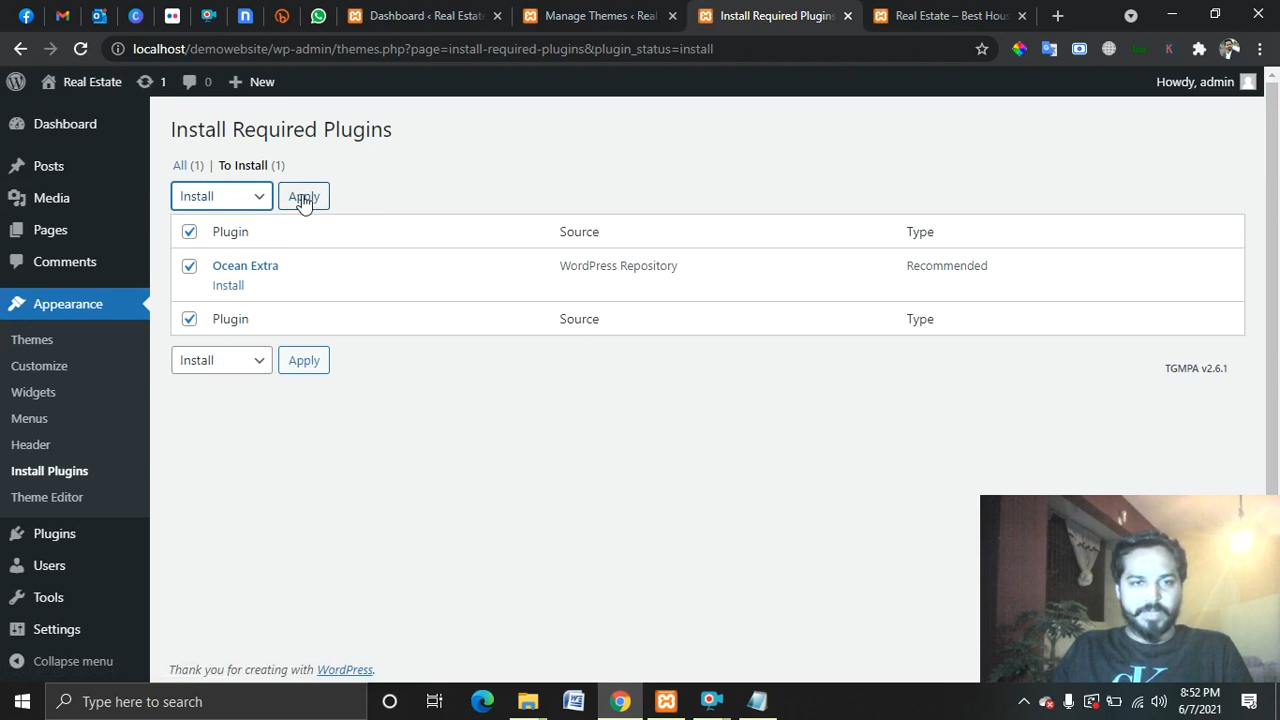 Dashboard ‹ Real Estate
Manage Themes ‹ Real
Install Required Plugins
Real Estate – Best Hous
localhost/demowebsite/wp-admin/themes.php?page=install-required-plugins&plugin_status=install
Real Estate
1
0
New
Howdy, admin
Dashboard
Posts
Media
Pages
Comments
Appearance
Themes
Customize
Widgets
Menus
Header
Install Plugins
Theme Editor
Plugins
Users
Tools
Settings
Collapse menu
Install Required Plugins
All (1) | To Install (1)
Install Apply
Plugin Source Type
Ocean Extra WordPress Repository Recommended
Install
Plugin Source Type
Install Apply
TGMPA v2.6.1
Thank you for creating with WordPress.
Type here to search
8:52 PM
6/7/2021